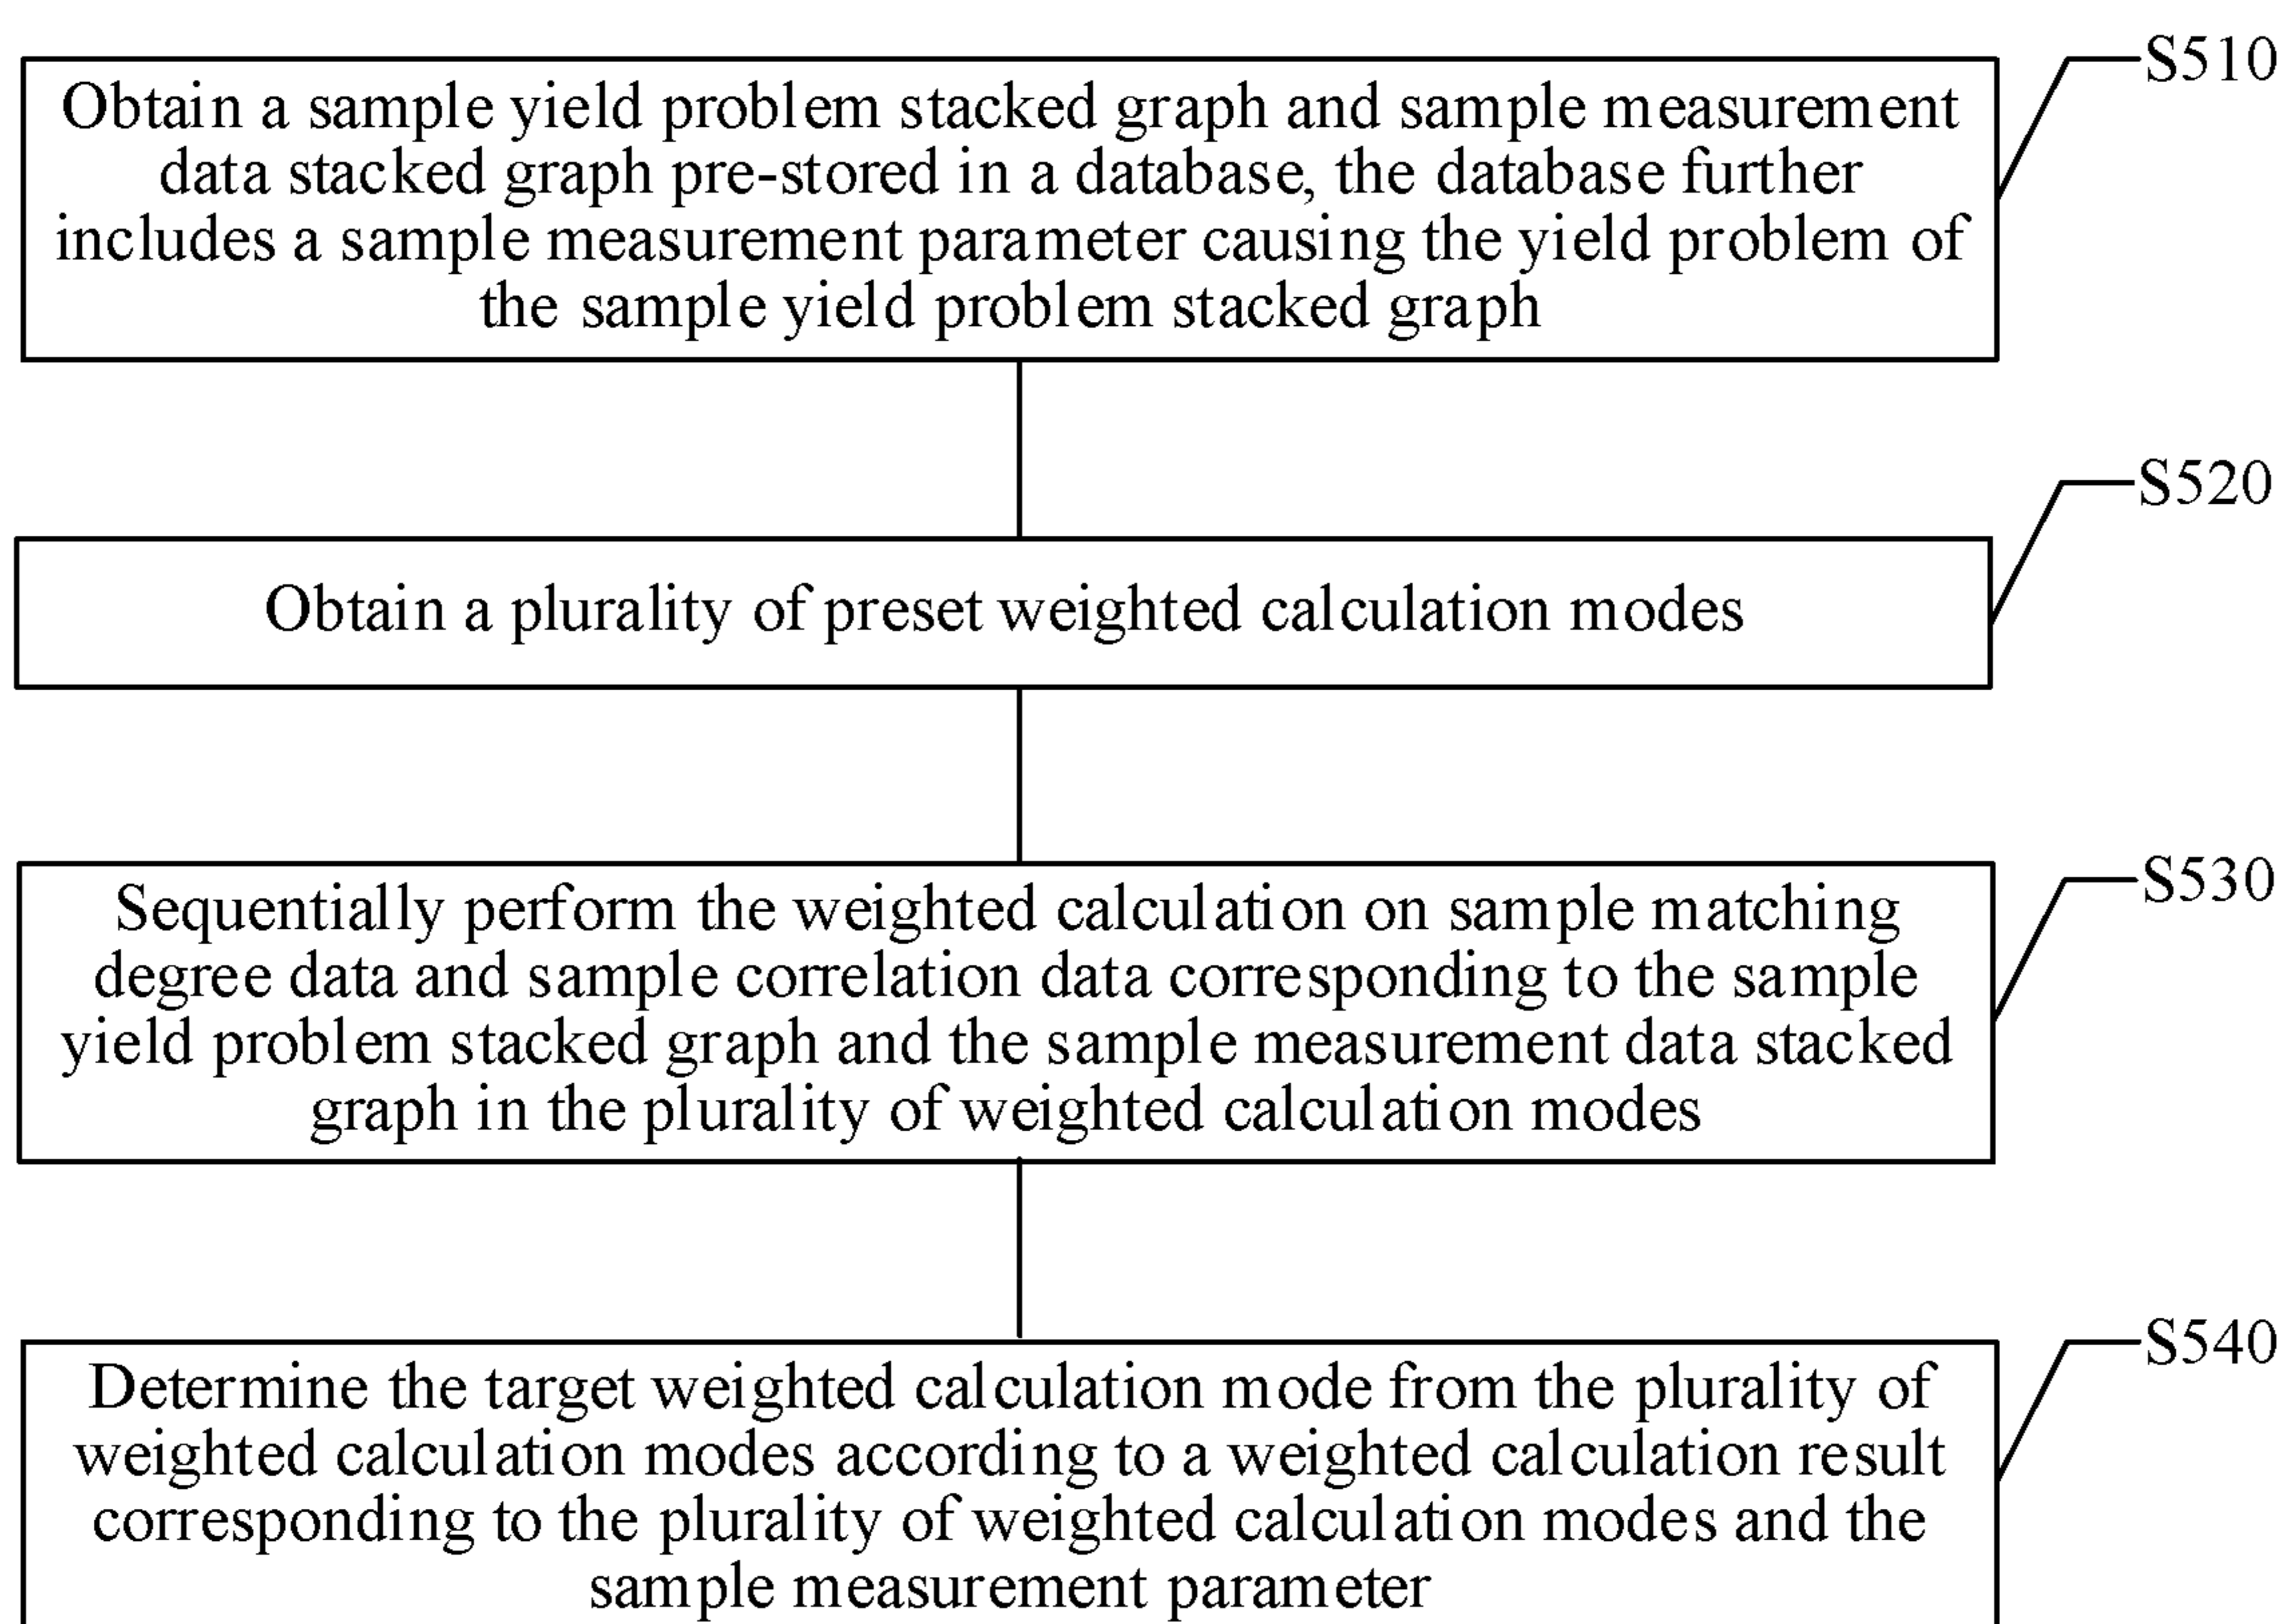 S510
Obtain a sample yield problem stacked graph and sample measurement
data stacked graph pre-stored in a database, the database further
includes a sample measurement parameter causing the yield problem of
the sample yield problem stacked graph
S520
Obtain a plurality of preset weighted calculation modes
S530
Sequentially perform the weighted calculation on sample matching
degree data and sample correlation data corresponding to the sample
yield problem stacked graph and the sample measurement data stacked
graph in the plurality of weighted calculation modes
S540
Determine the target weighted calculation mode from the plurality of
weighted calculation modes according to a weighted calculation result
corresponding to the plurality of weighted calculation modes and the
sample measurement parameter